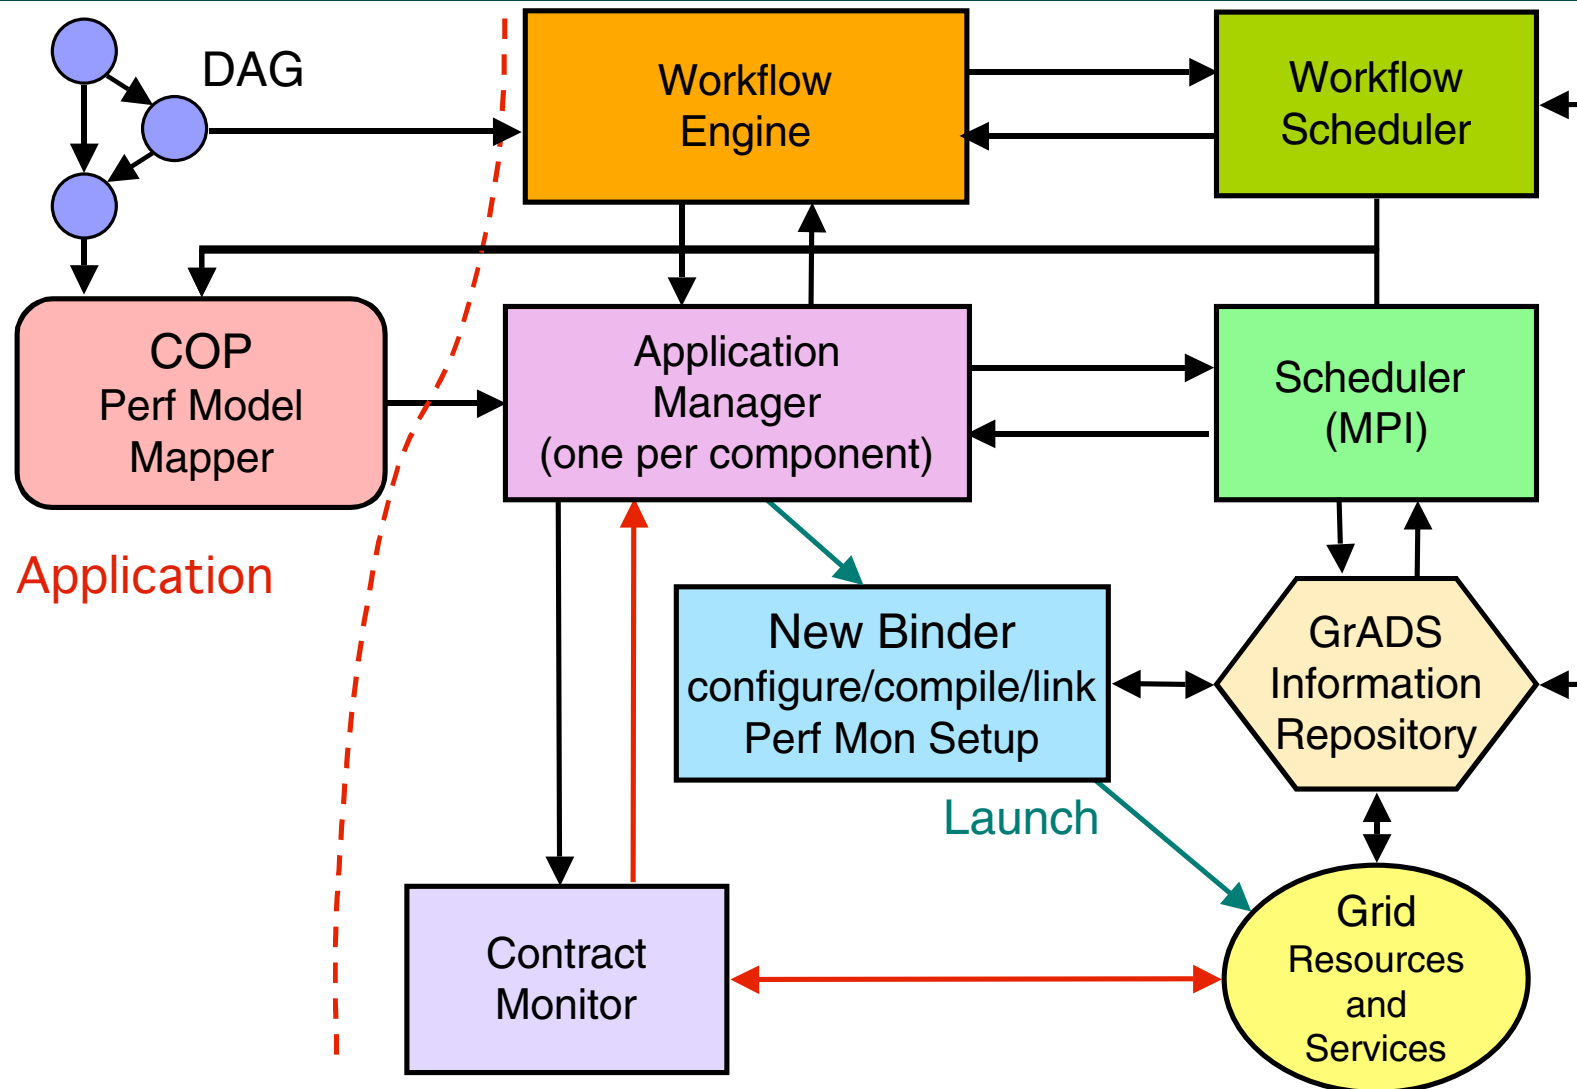 DAG
Workflow
Engine
Workflow
Scheduler
COP
Perf Model
Mapper
Application
Manager
(one per component)
Scheduler
(MPI)
Application
New Binder
configure/compile/link
Perf Mon Setup
GrADS
Information
Repository
Launch
Contract
Monitor
Grid
Resources
and
Services